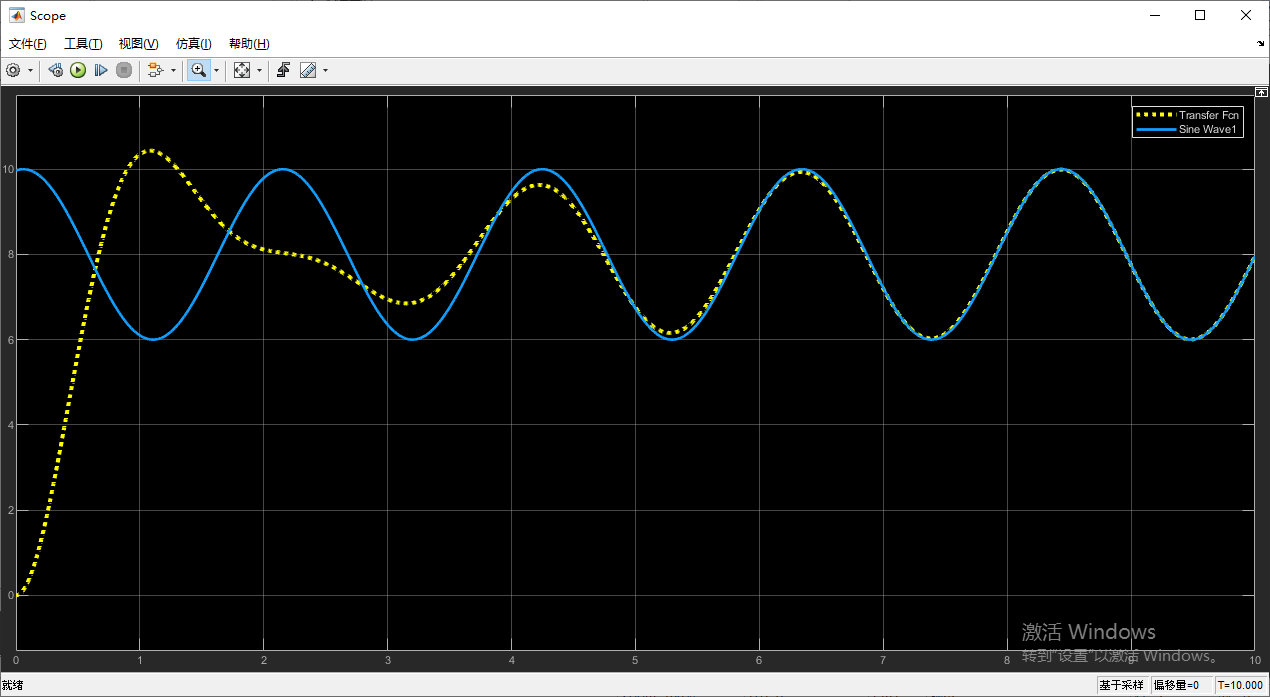 Scope
文件(F) 工具(T) 视图(V) 仿真(I) 帮助(H)
Transfer Fcn
Sine Wave1
10
8
6
4
2
0
0 1 2 3 4 5 6 7 8 9 10
激活 Windows
转到"设置"以激活 Windows。
就绪
基于采样 偏移量=0 T=10.000